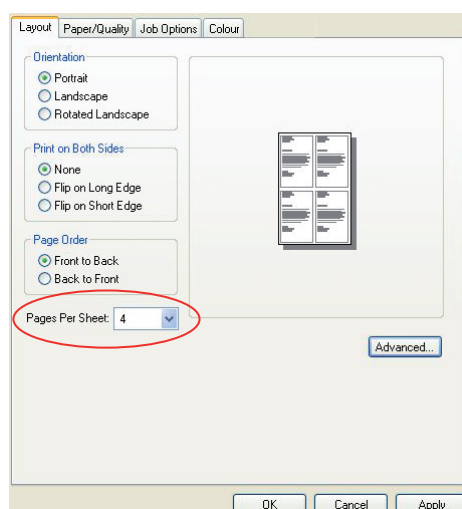 Layout Paper/Quality Job Options Colour
Orientation
Portrait
Landscape
Rotated Landscape
Print on Both Sides
None
Flip on Long Edge
Flip on Short Edge
Page Order
Front to Back
Back to Front
Pages Per Sheet: 4
Advanced...
OK Cancel Apply